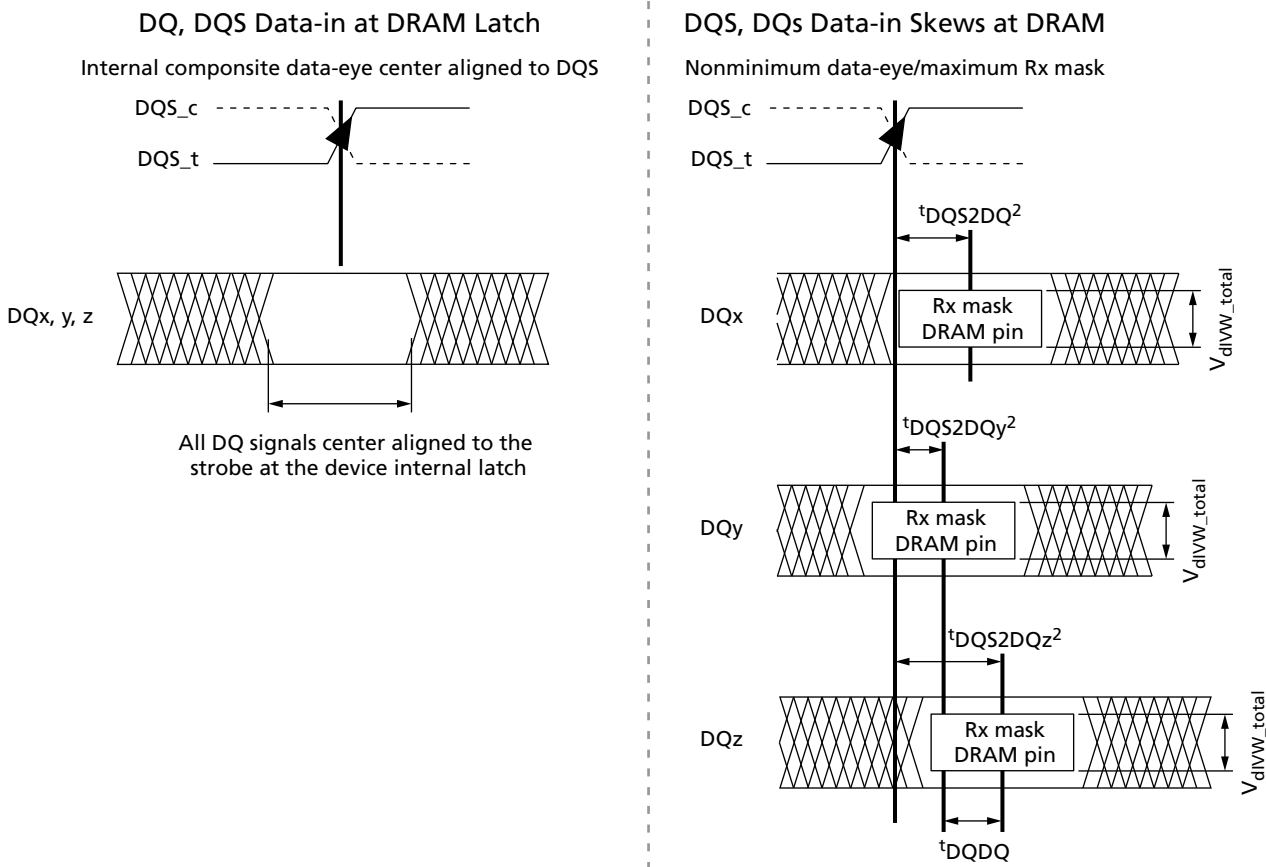 DQ, DQS Data-in at DRAM Latch
Internal componsite data-eye center aligned to DQS
DQS_c
DQS_t
DQx, y, z
All DQ signals center aligned to the
strobe at the device internal latch
DQS, DQs Data-in Skews at DRAM
Nonminimum data-eye/maximum Rx mask
DQS_c
DQS_t
tDQS2DQ2
DQx
Rx mask
DRAM pin
VdIVW_total
tDQS2DQy2
DQy
Rx mask
DRAM pin
VdIVW_total
tDQS2DQz2
DQz
Rx mask
DRAM pin
VdIVW_total
tDQDQ